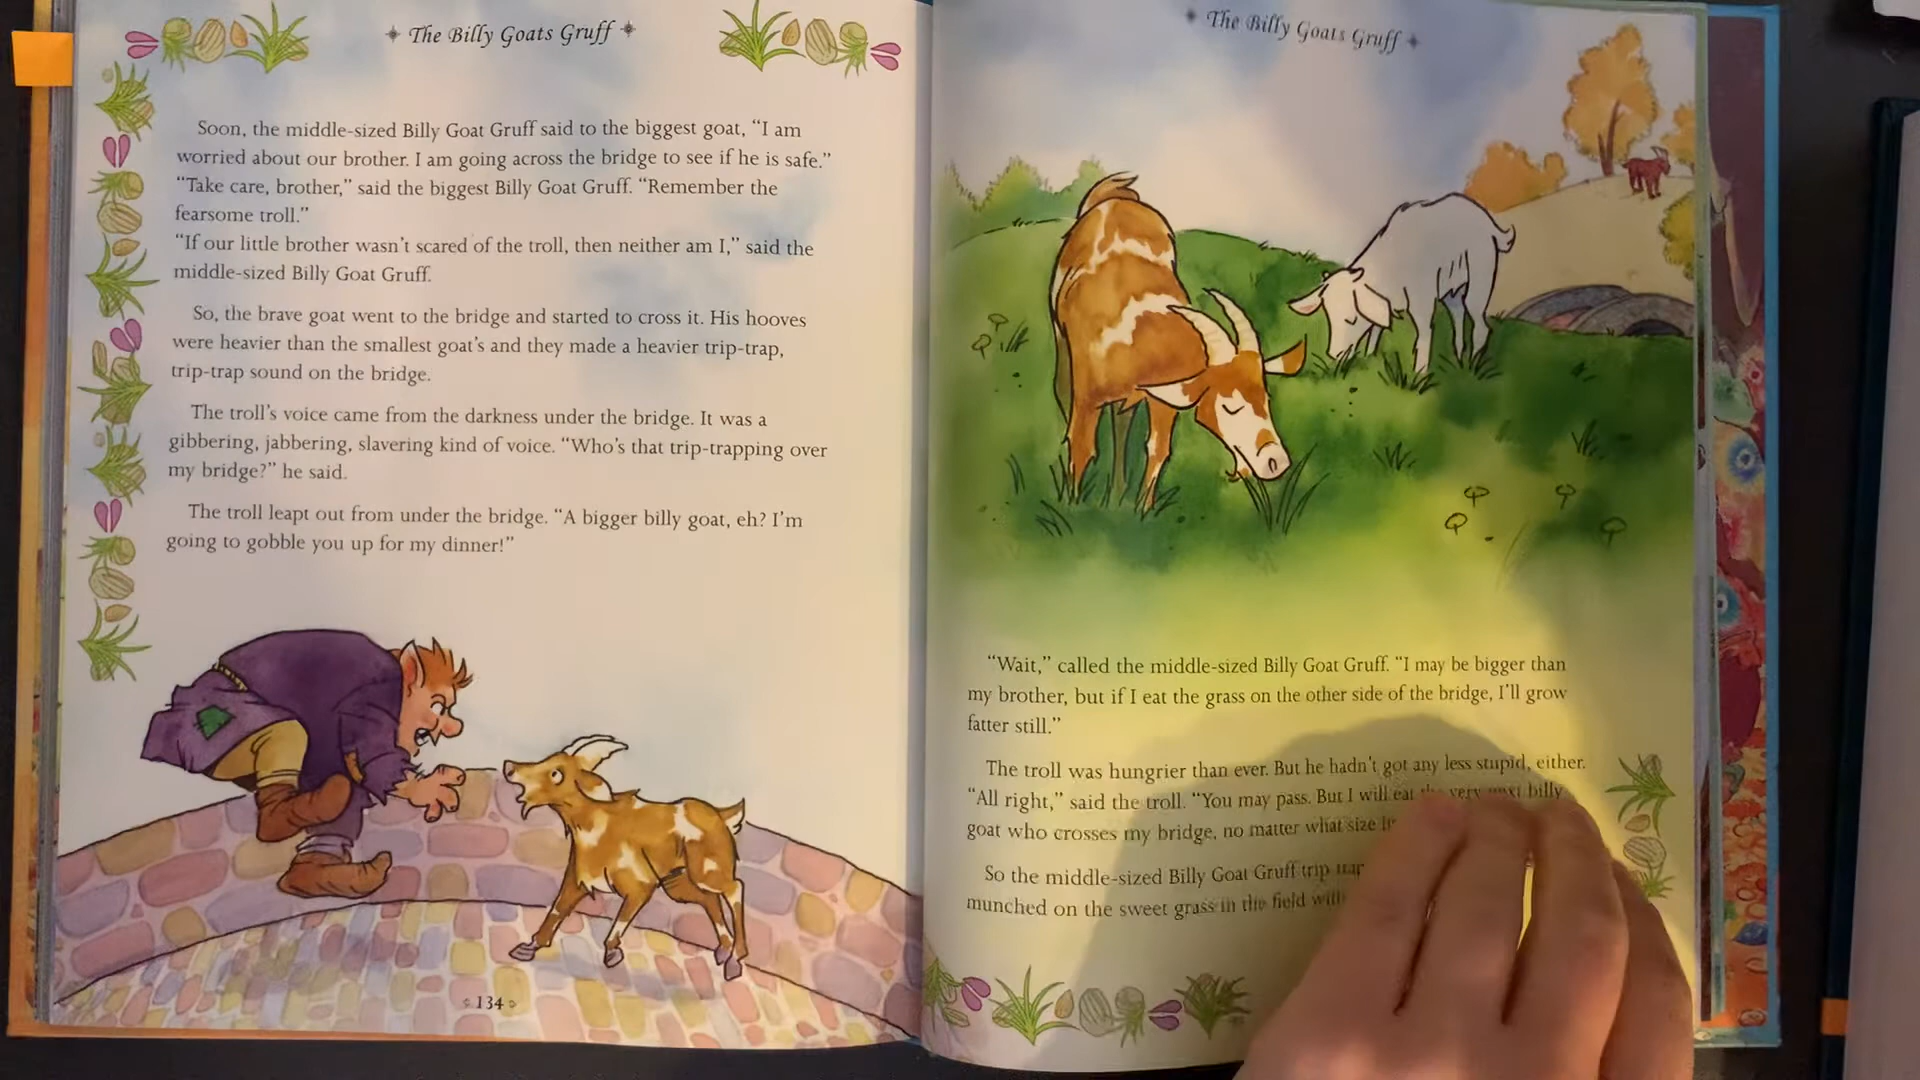 The Billy Goats Gruff
Soon, the middle-sized Billy Goat Gruff said to the biggest goat, “I am
worried about our brother. I am going across the bridge to see if he is safe.”
“Take care, brother,” said the biggest Billy Goat Gruff. “Remember the
fearsome troll.”
“If our little brother wasn’t scared of the troll, then neither am I,” said the
middle-sized Billy Goat Gruff.
So, the brave goat went to the bridge and started to cross it. His hooves
were heavier than the smallest goat’s and they made a heavier trip-trap,
trip-trap sound on the bridge.
The troll’s voice came from the darkness under the bridge. It was a
gibbering, jabbering, slavering kind of voice. “Who’s that trip-trapping over
my bridge?” he said.
The troll leapt out from under the bridge. “A bigger billy goat, eh? I’m
going to gobble you up for my dinner!”
134
The Billy Goats Gruff
“Wait,” called the middle-sized Billy Goat Gruff. “I may be bigger than
my brother, but if I eat the grass on the other side of the bridge, I’ll grow
fatter still.”
The troll was hungrier than ever. But he hadn’t got any less stupid, either.
“All right,” said the troll. “You may pass. But I will eat the very next billy
goat who crosses my bridge, no matter what size
So the middle-sized Billy Goat Gruff trip
munched on the sweet grass in the field